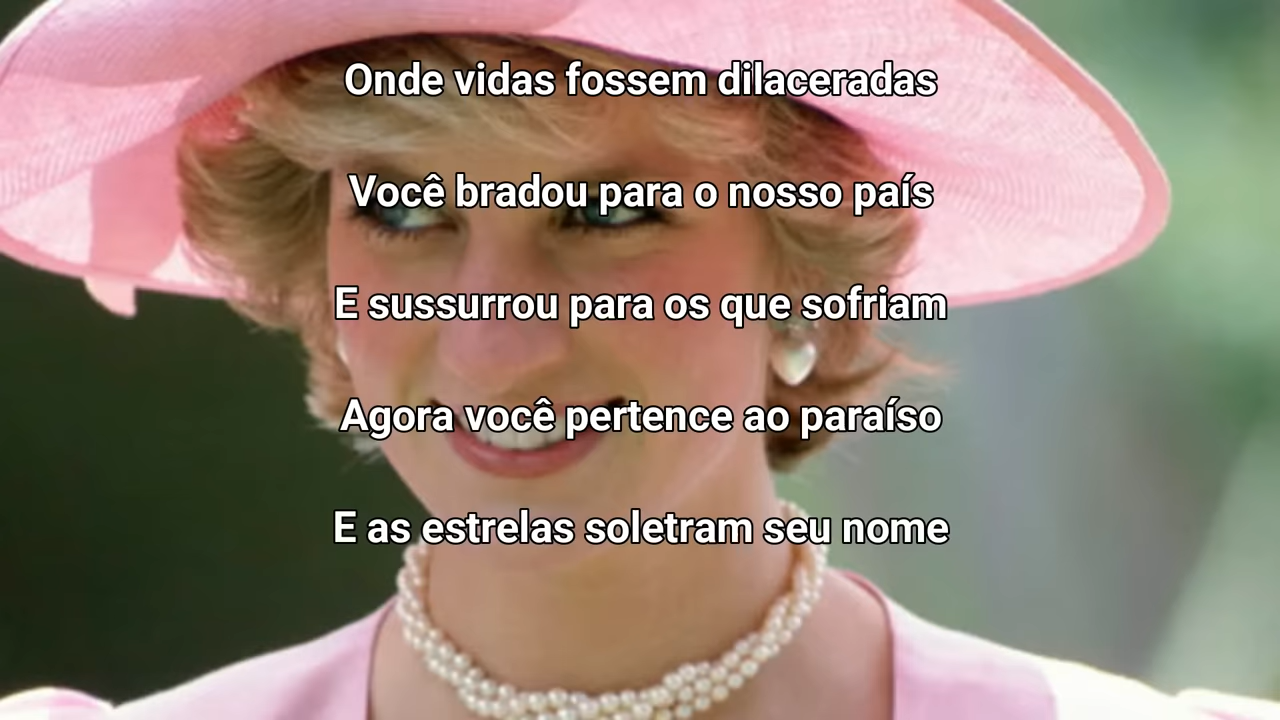 Onde vidas fossem dilaceradas
Você bradou para o nosso país
E sussurrou para os que sofriam
Agora você pertence ao paraíso
E as estrelas soletram seu nome